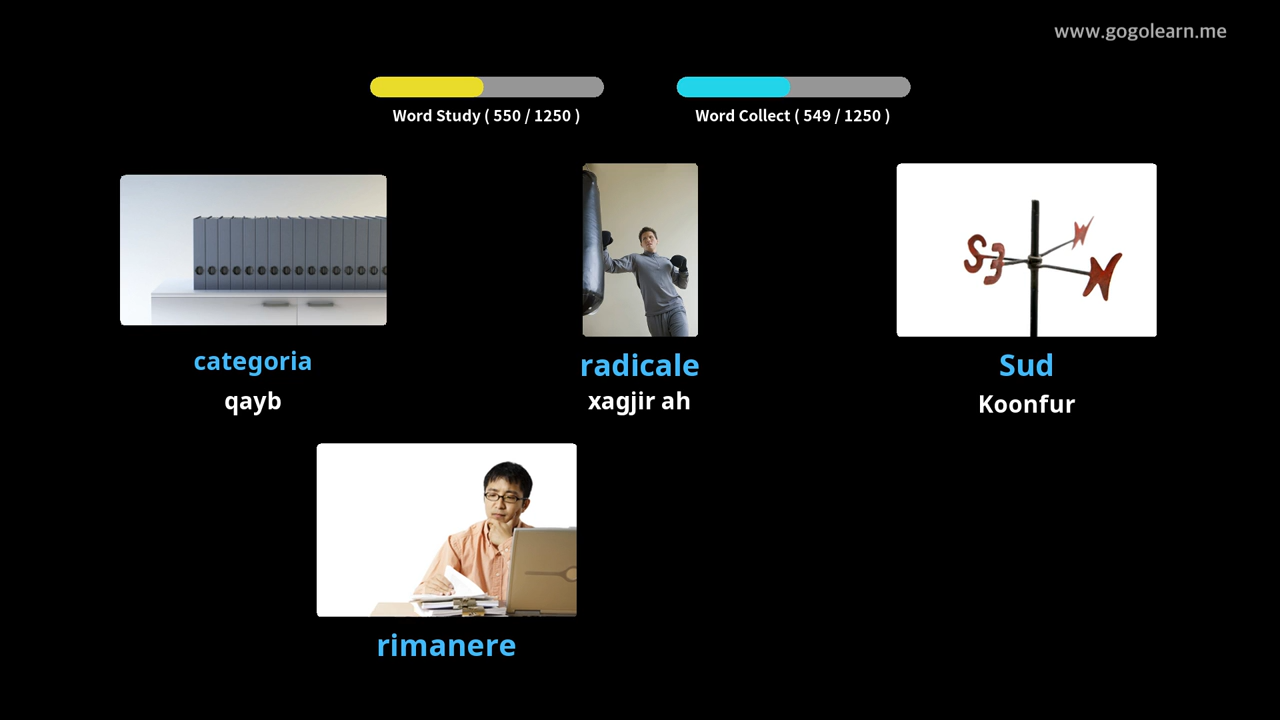 www.gogolearn.me
Word Study ( 550 / 1250 )
Word Collect ( 549 / 1250 )
categoria
qayb
radicale
xagjir ah
Sud
Koonfur
rimanere